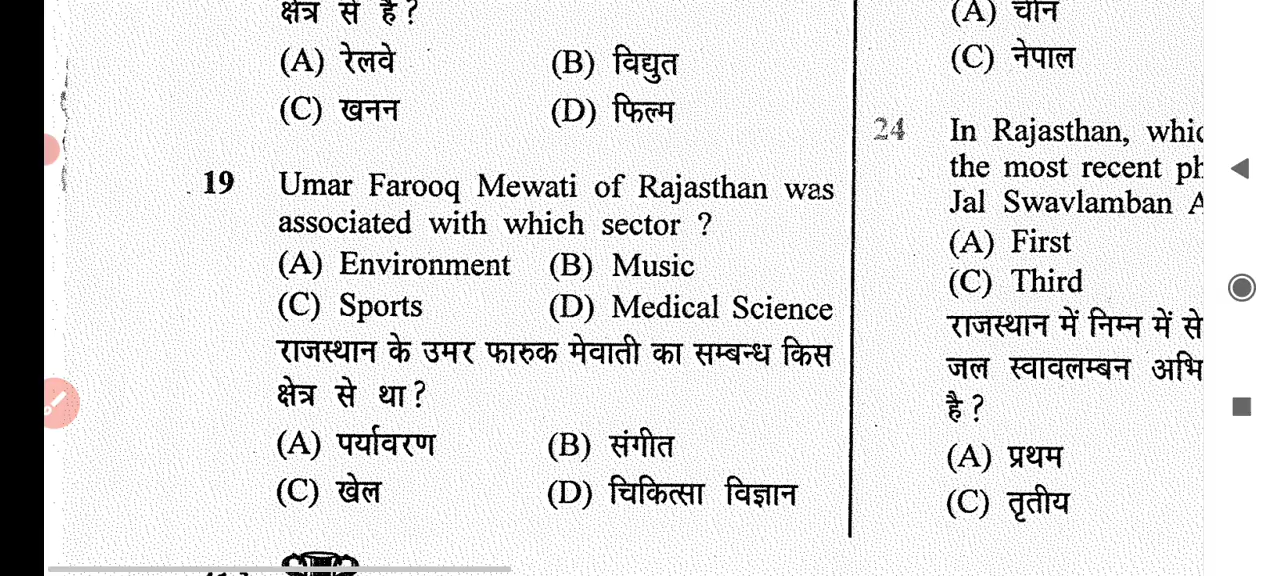 क्षेत्र से है ?
(A) रेलवे (B) विद्युत
(C) खनन (D) फिल्म
19 Umar Farooq Mewati of Rajasthan was
associated with which sector ?
(A) Environment (B) Music
(C) Sports (D) Medical Science
राजस्थान के उमर फारुक मेवाती का सम्बन्ध किस
क्षेत्र से था ?
(A) पर्यावरण (B) संगीत
(C) खेल (D) चिकित्सा विज्ञान
(A) चीन
(C) नेपाल
24 In Rajasthan, whic
the most recent ph
Jal Swavlamban A
(A) First
(C) Third
राजस्थान में निम्न में से
जल स्वावलम्बन अभि
है ?
(A) प्रथम
(C) तृतीय